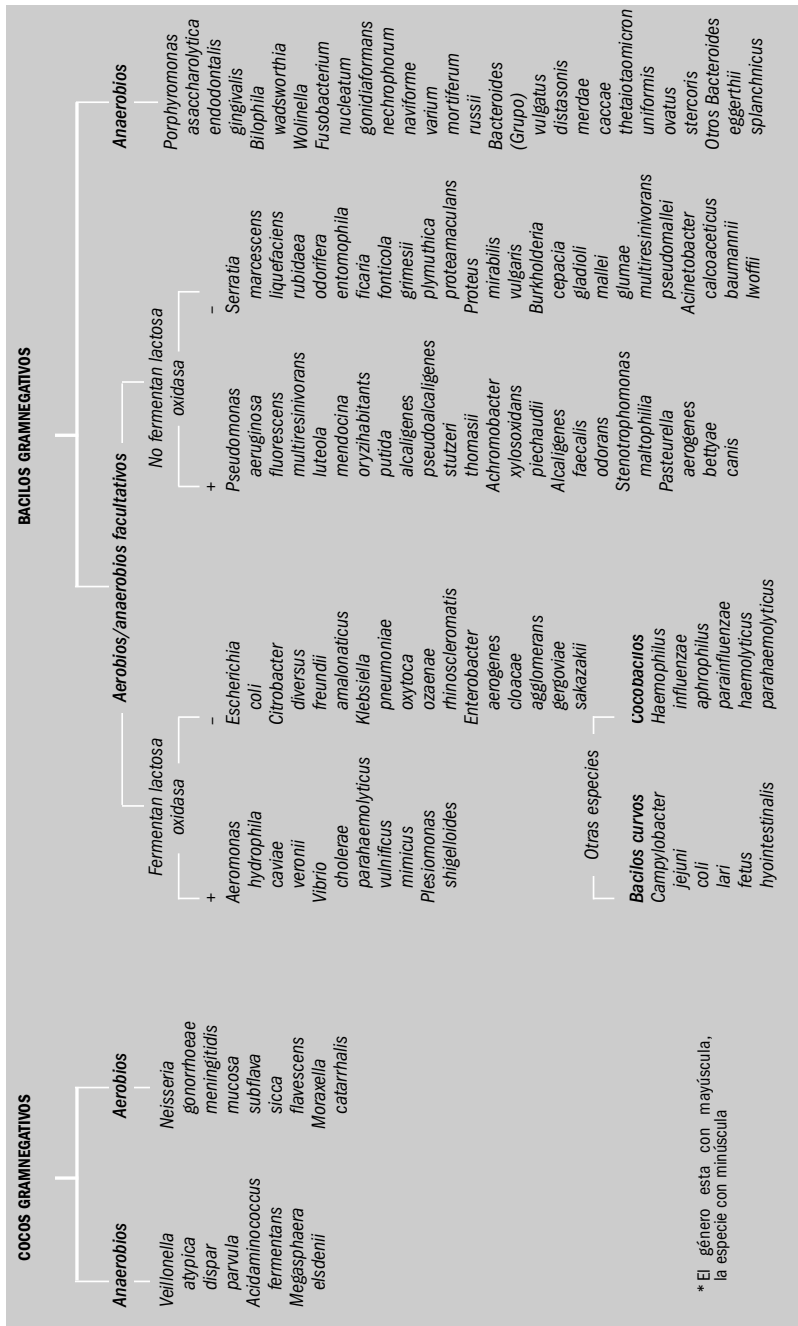 COCOS GRAMNEGATIVOS
Anaerobios
Veillonella
atypica
dispar
parvula
Acidaminococcus
fermentans
Megasphaera
elsdenii
Aerobios
Neisseria
gonorrhoeae
meningitidis
mucosa
subflava
sicca
flavescens
Moraxella
catarrhalis
* El género esta con mayúscula,
la especie con minúscula
BACILOS GRAMNEGATIVOS
Aerobios/anaerobios facultativos
Fermentan lactosa
oxidasa
+
Aeromonas
hydrophila
caviae
veronii
Vibrio
cholerae
parahaemolyticus
vulnificus
mimicus
Plesiomonas
shigelloides
–
Escherichia
coli
Citrobacter
diversus
freundii
amalonaticus
Klebsiella
pneumoniae
oxytoca
ozaenae
rhinoscleromatis
Enterobacter
aerogenes
cloacae
agglomerans
gergoviae
sakazakii
Otras especies
Bacilos curvos
Campylobacter
jejuni
coli
lari
fetus
hyointestinalis
Cocobacilos
Haemophilus
influenzae
aphrophilus
parainfluenzae
haemolyticus
parahaemolyticus
No fermentan lactosa
oxidasa
+
Pseudomonas
aeruginosa
fluorescens
multiresinivorans
luteola
mendocina
oryzihabitants
putida
alcaligenes
pseudoalcaligenes
stutzeri
thomasii
Achromobacter
xylosoxidans
piechaudii
Alcaligenes
faecalis
odorans
Stenotrophomonas
maltophilia
Pasteurella
aerogenes
bettyae
canis
–
Serratia
marcescens
liquefaciens
rubidaea
odorifera
entomophila
ficaria
fonticola
grimesii
plymuthica
proteamaculans
Proteus
mirabilis
vulgaris
Burkholderia
cepacia
gladioli
mallei
glumae
multiresinivorans
pseudomallei
Acinetobacter
calcoaceticus
baumannii
lwoffii
Anaerobios
Porphyromonas
asaccharolytica
endodontalis
gingivalis
Bilophila
wadsworthia
Wolinella
Fusobacterium
nucleatum
gonidiaformans
nechrophorum
naviforme
varium
mortiferum
russii
Bacteroides
(Grupo)
vulgatus
distasonis
merdae
caccae
thetaiotaomicron
uniformis
ovatus
stercoris
Otros Bacteroides
eggerthii
splanchnicus